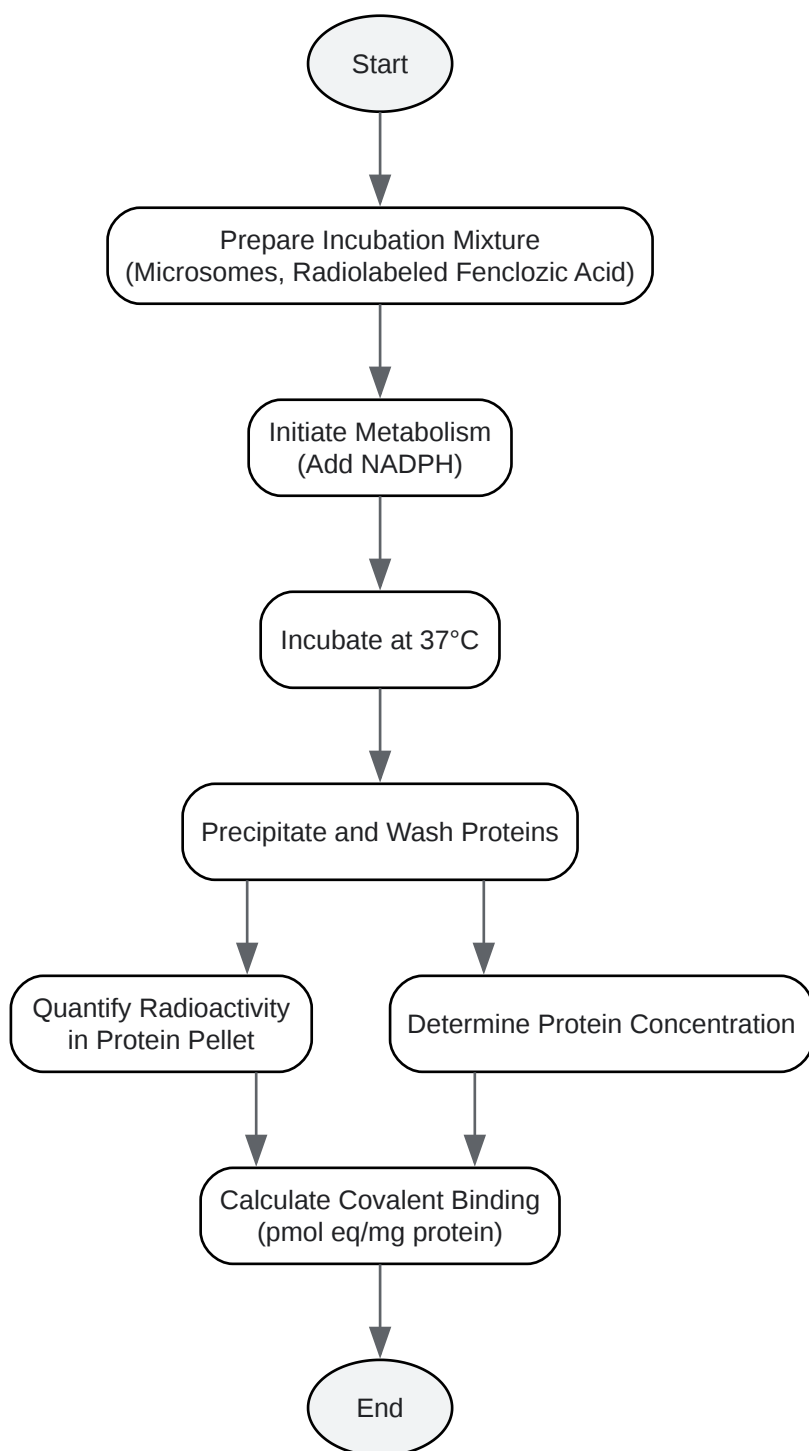 Start
Prepare Incubation Mixture
(Microsomes, Radiolabeled Fenclozic Acid)
Initiate Metabolism
(Add NADPH)
Incubate at 37°C
Precipitate and Wash Proteins
Quantify Radioactivity
in Protein Pellet
Determine Protein Concentration
Calculate Covalent Binding
(pmol eq/mg protein)
End